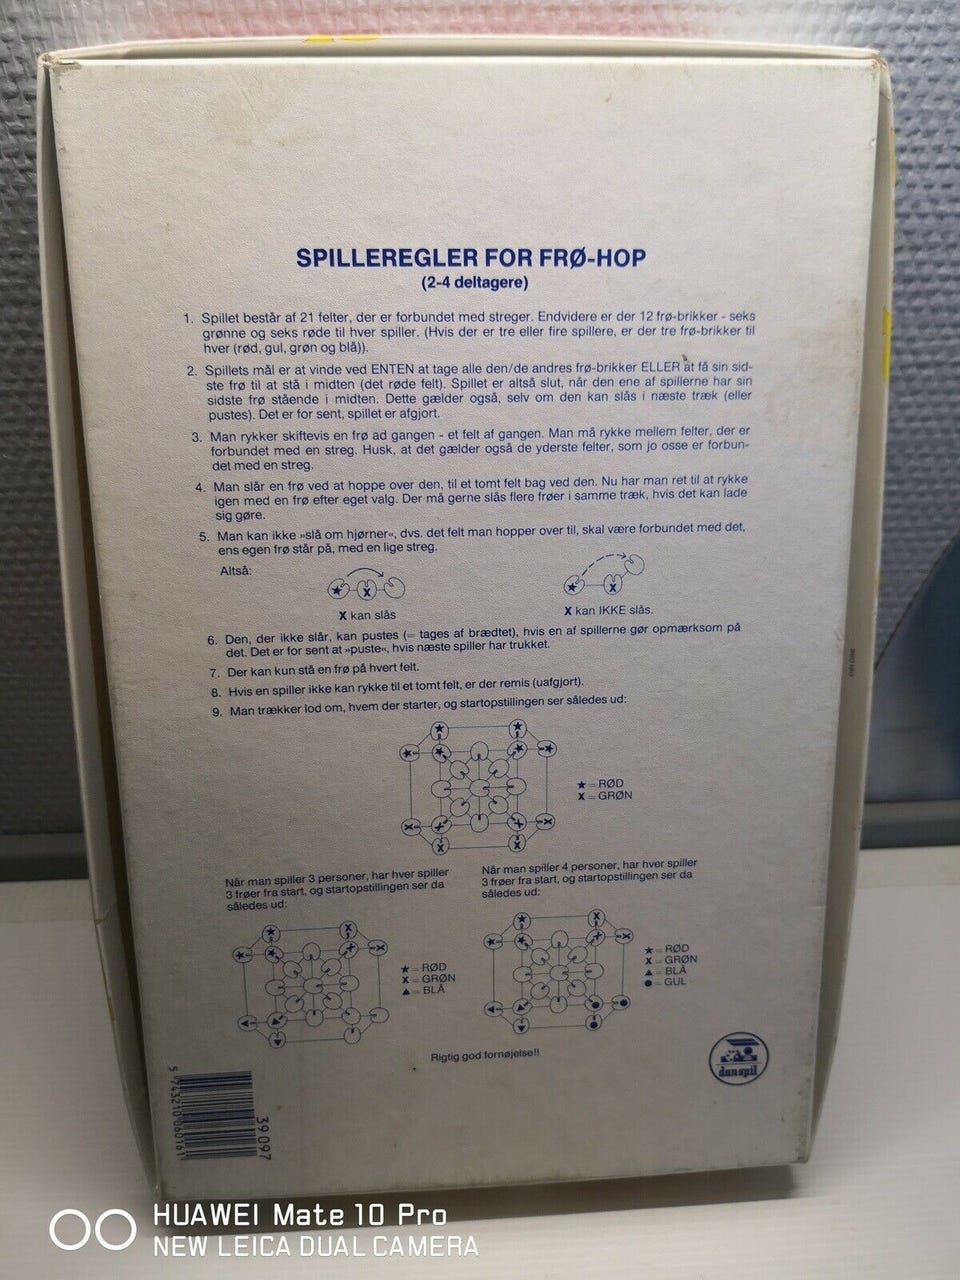 SPILLEREGLER FOR FRØ-HOP
(2-4 deltagere)
1. Spillet består af 21 felter, der er forbundet med streger. Endvidere er der 12 frø-brikker - seks
grønne og seks røde til hver spiller. (Hvis der er tre eller fire spillere, er der tre frø-brikker til
hver (rød, gul, grøn og blå)).
2. Spillets mål er at vinde ved ENTEN at tage alle den/de andres frø-brikker ELLER at få sin sid-
ste frø til at stå i midten (det røde felt). Spillet er altså slut, når den ene af spillerne har sin
sidste frø stående i midten. Dette gælder også, selv om den kan slås i næste træk (eller
pustes). Det er for sent, spillet er afgjort.
3. Man rykker skiftevis en frø ad gangen - et felt af gangen. Man må rykke mellem felter, der er
forbundet med en streg. Husk, at det gælder også de yderste felter, som jo osse er forbun-
det med en streg.
4. Man slår en frø ved at hoppe over den, til et tomt felt bag ved den. Nu har man ret til at rykke
igen med en frø efter eget valg. Der må gerne slås flere frøer i samme træk, hvis det kan lade
sig gøre.
5. Man kan ikke »slå om hjørner«, dvs. det felt man hopper over til, skal være forbundet med det,
ens egen frø står på, med en lige streg.
Altså:
X kan slås
X kan IKKE slås.
6. Den, der ikke slår, kan pustes (= tages af brædtet), hvis en af spillerne gør opmærksom på
det. Det er for sent at »puste«, hvis næste spiller har trukket.
7. Der kan kun stå en frø på hvert felt.
8. Hvis en spiller ikke kan rykke til et tomt felt, er der remis (uafgjort).
9. Man trækker lod om, hvem der starter, og startopstillingen ser således ud:
★ = RØD
X = GRØN
Når man spiller 3 personer, har hver spiller
3 frøer fra start, og startopstillingen ser da
således ud:
★ = RØD
X = GRØN
▲ = BLÅ
Når man spiller 4 personer, har hver spiller
3 frøer fra start, og startopstillingen ser da
således ud:
★ = RØD
X = GRØN
▲ = BLÅ
● = GUL
Rigtig god fornøjelse!!
danspil
5 743210 060161
39.097
HUAWEI Mate 10 Pro
NEW LEICA DUAL CAMERA